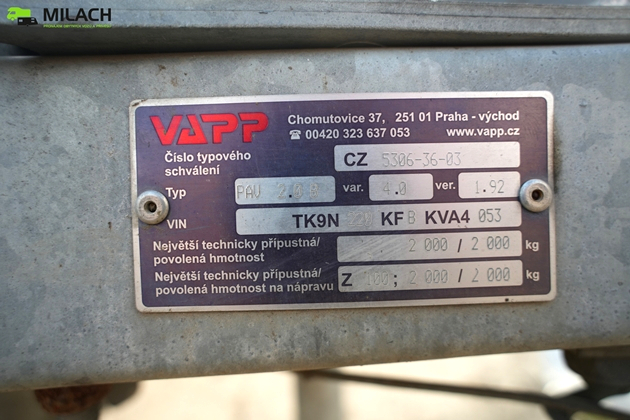 MILACH
VAPP
Chomutovice 37, 251 01 Praha - východ
☎ 00420 323 637 053 www.vapp.cz
Číslo typového schválení CZ 5306-36-03
Typ PAV 2.0 var. 4.0 ver. 1.92
VIN TK9N KF B KVA4 053
Největší technicky přípustná/
povolená hmotnost 2 000 / 2 000 kg
Největší technicky přípustná/
povolená hmotnost na nápravu Z 100; 2 000 / 2 000 kg